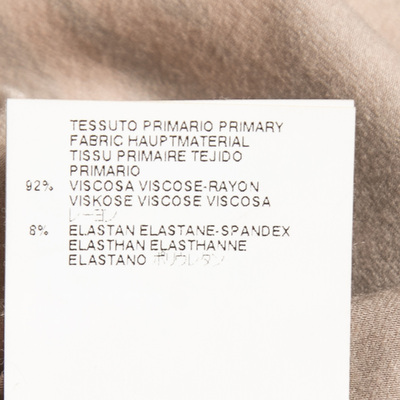 TESSUTO PRIMARIO PRIMARY
FABRIC HAUPTMATERIAL
TISSU PRIMAIRE TEJIDO
PRIMARIO
92% VISCOSA VISCOSE-RAYON
VISKOSE VISCOSE VISCOSA
レーヨン
8% ELASTAN ELASTANE-SPANDEX
ELASTHAN ELASTHANNE
ELASTANO ポリウレタン